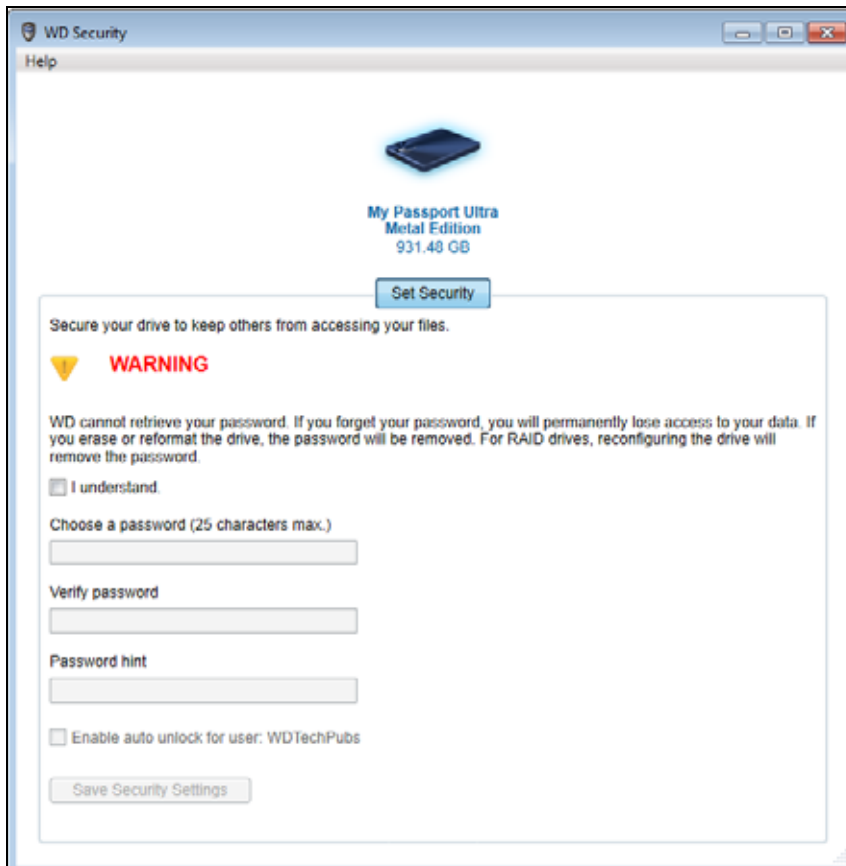 WD Security
Help
My Passport Ultra
Metal Edition
931.48 GB
Set Security
Secure your drive to keep others from accessing your files.
WARNING
WD cannot retrieve your password. If you forget your password, you will permanently lose access to your data. If
you erase or reformat the drive, the password will be removed. For RAID drives, reconfiguring the drive will
remove the password.
I understand.
Choose a password (25 characters max.)
Verify password
Password hint
Enable auto unlock for user: WDTechPubs
Save Security Settings